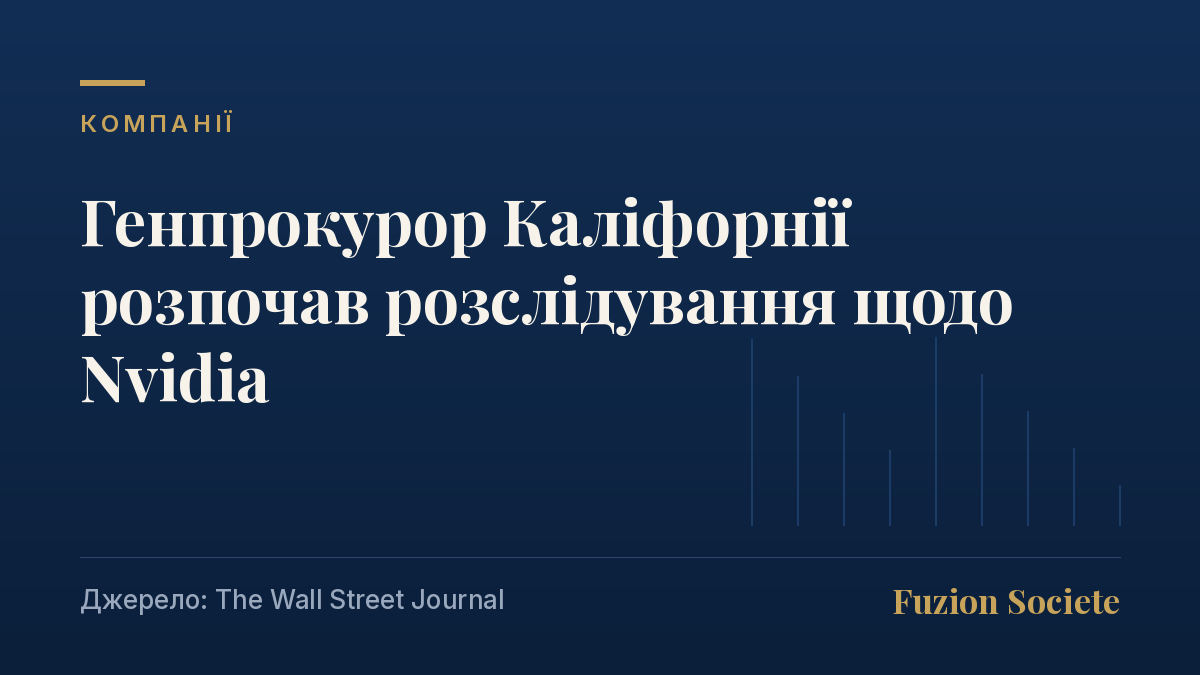 КОМПАНІЇ
Генпрокурор Каліфорнії
розпочав розслідування щодо
Nvidia
Джерело: The Wall Street Journal
Fuzion Societe